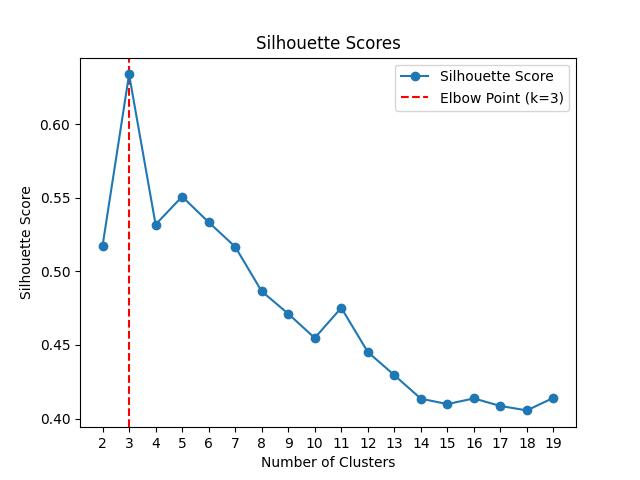 Silhouette Scores
Silhouette Score
Elbow Point (k=3)
Silhouette Score
0.60
0.55
0.50
0.45
0.40
2 3 4 5 6 7 8 9 10 11 12 13 14 15 16 17 18 19
Number of Clusters